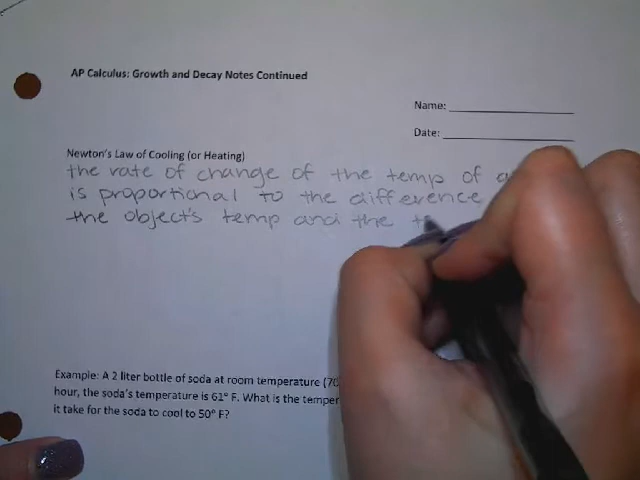 AP Calculus: Growth and Decay Notes Continued
Name:
Date:
Newton's Law of Cooling (or Heating)
the rate of change of the temp of
is proportional to the difference
the object's temp and the
Example: A 2 liter bottle of soda at room temperature (70
hour, the soda's temperature is 61° F. What is the
it take for the soda to cool to 50° F?